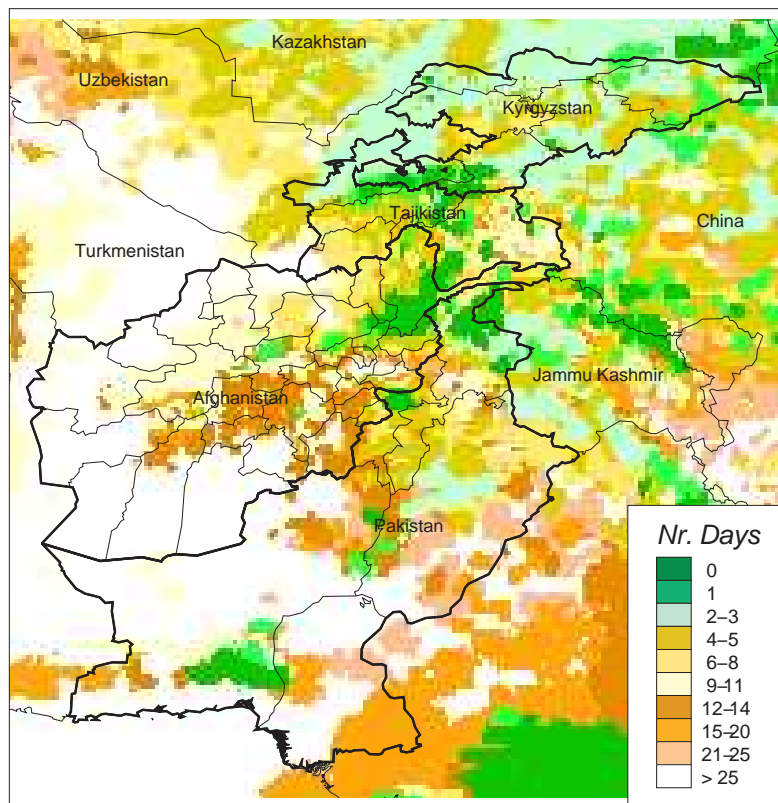 Kazakhstan
Uzbekistan
Kyrgyzstan
Tajikistan
China
Turkmenistan
Jammu Kashmir
Afghanistan
Pakistan
Nr. Days
0
1
2–3
4–5
6–8
9–11
12–14
15–20
21–25
> 25